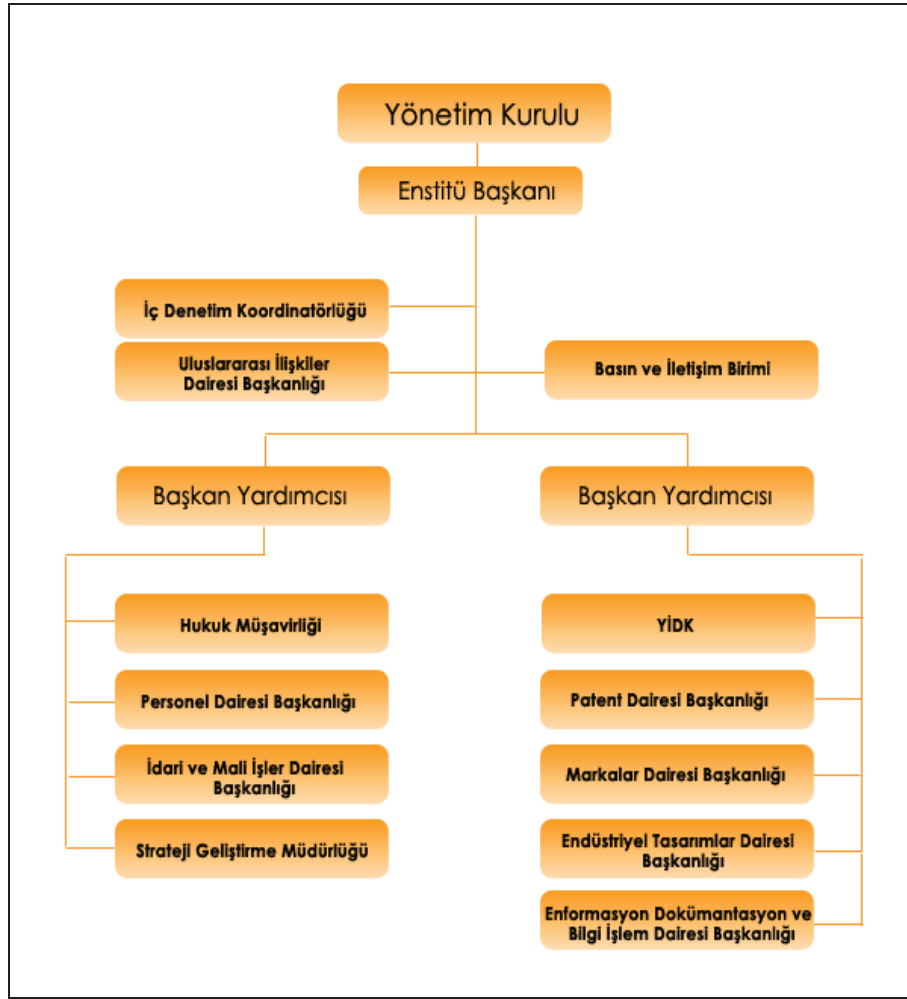 Yönetim Kurulu
Enstitü Başkanı
İç Denetim Koordinatörlüğü
Uluslararası İlişkiler
Dairesi Başkanlığı
Basın ve İletişim Birimi
Başkan Yardımcısı
Başkan Yardımcısı
Hukuk Müşavirliği
Personel Dairesi Başkanlığı
İdari ve Mali İşler Dairesi
Başkanlığı
Strateji Geliştirme Müdürlüğü
YİDK
Patent Dairesi Başkanlığı
Markalar Dairesi Başkanlığı
Endüstriyel Tasarımlar Dairesi
Başkanlığı
Enformasyon Dokümantasyon ve
Bilgi İşlem Dairesi Başkanlığı